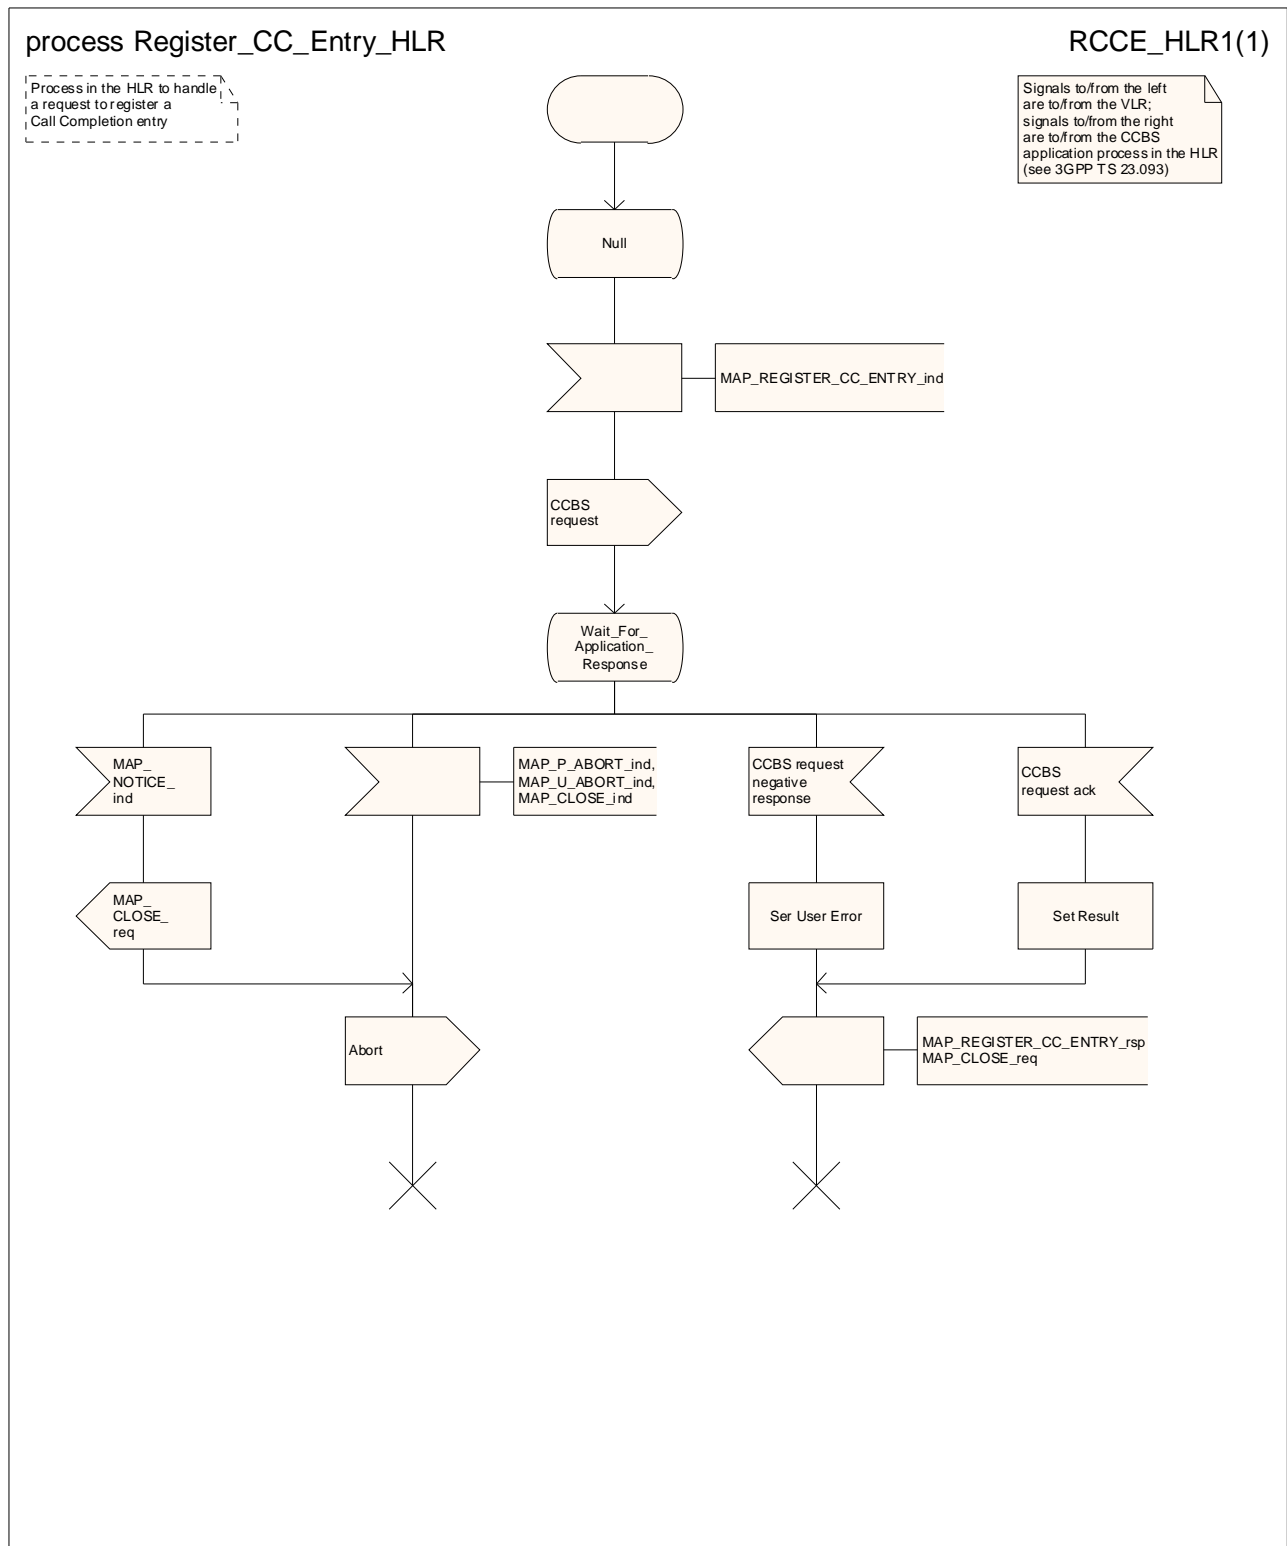 process Register_CC_Entry_HLR
RCCE_HLR1(1)
Process in the HLR to handle
a request to register a
Call Completion entry
Signals to/from the left
are to/from the VLR;
signals to/from the right
are to/from the CCBS
application process in the HLR
(see 3GPP TS 23.093)
Null
MAP_REGISTER_CC_ENTRY_ind
CCBS
request
Wait_For_
Application_
Response
MAP_
NOTICE_
ind
MAP_P_ABORT_ind,
MAP_U_ABORT_ind,
MAP_CLOSE_ind
CCBS request
negative
response
CCBS
request ack
MAP_
CLOSE_
req
Ser User Error
Set Result
Abort
MAP_REGISTER_CC_ENTRY_rsp
MAP_CLOSE_req